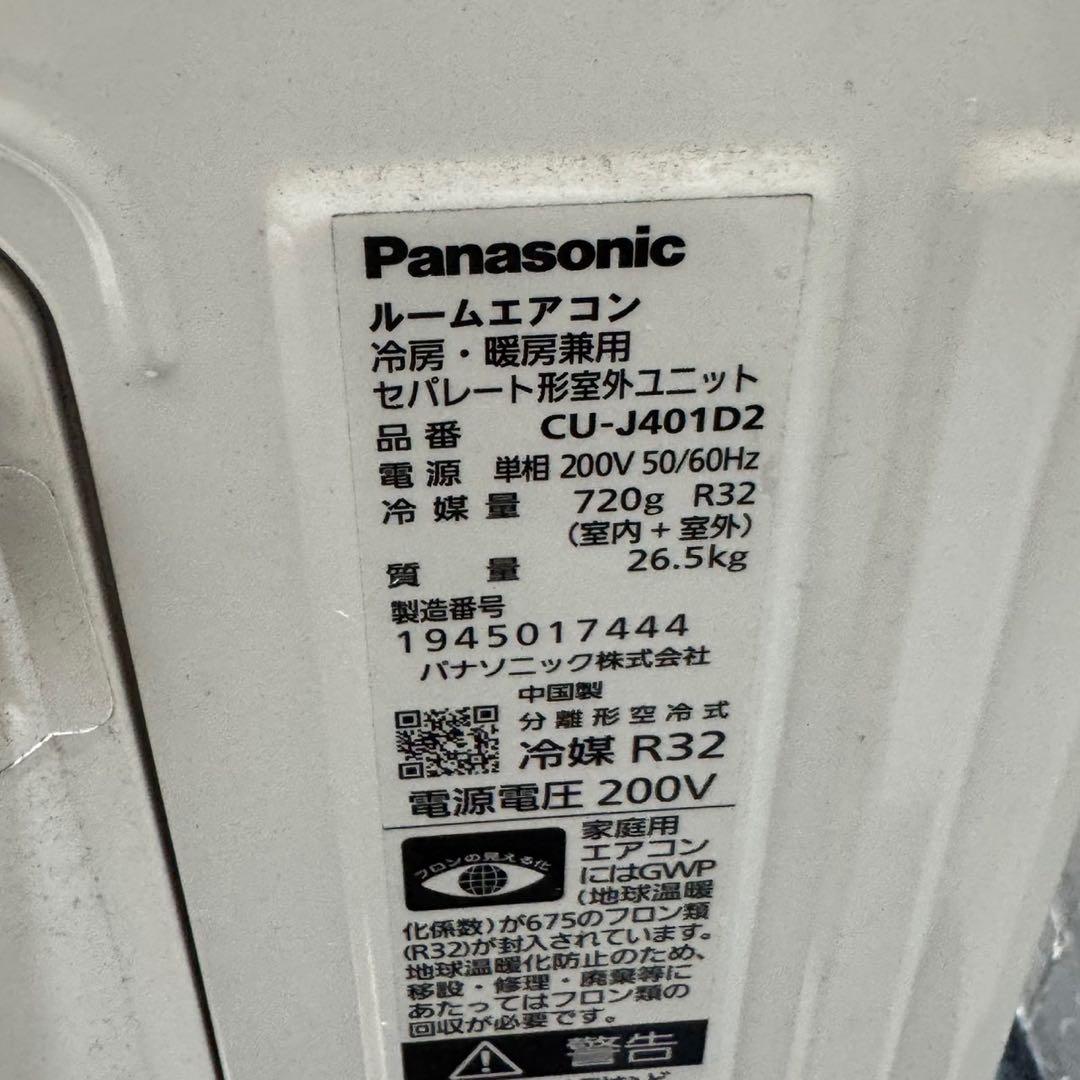 Panasonic
ルームエアコン
冷房・暖房兼用
セパレート形室外ユニット
品番 CU-J401D2
電源 単相 200V 50/60Hz
冷媒量 720g R32
(室内+室外)
質量 26.5kg
製造番号
1945017444
パナソニック株式会社
中国製
分離形空冷式
冷媒 R32
電源電圧 200V
フロンの見える化
家庭用
エアコン
にはGWP
(地球温暖
化係数)が675のフロン類
(R32)が封入されています。
地球温暖化防止のため、
移設・修理・廃棄等に
あたってはフロン類の
回収が必要です。
警告